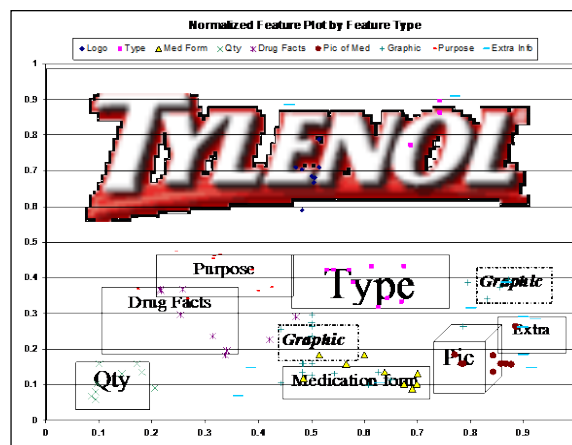 Normalized Feature Plot by Feature Type
Logo Type Med Form Qty Drug Facts Pic of Med Graphic Purpose Extra Info
1
0.9
0.8
0.7
0.6
0.5
0.4
0.3
0.2
0.1
0
TYLENOL
Purpose
Type
Graphic
Drug Facts
Graphic
Extra
Pic
Qty
Medication form
0 0.1 0.2 0.3 0.4 0.5 0.6 0.7 0.8 0.9 1